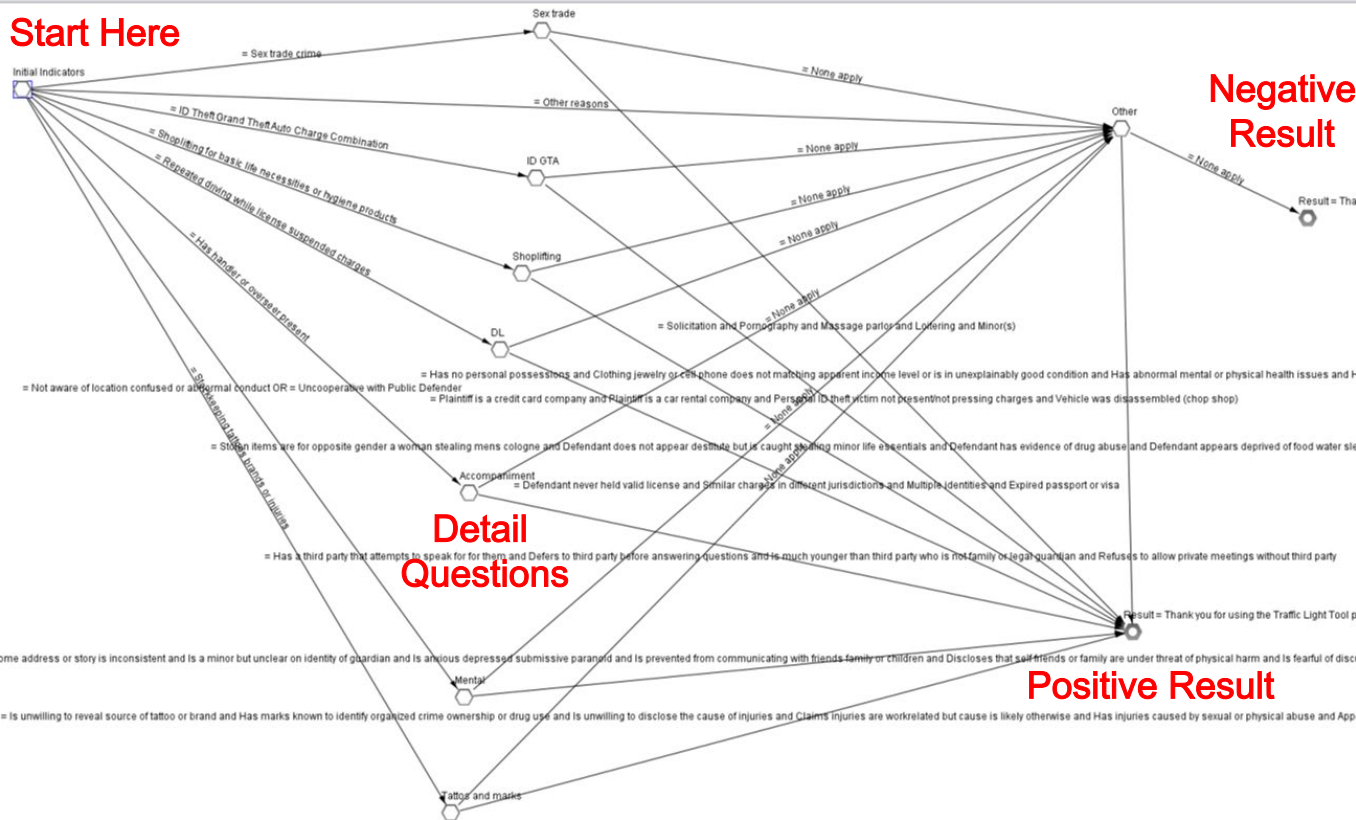 Start Here
Sex trade
= Sex trade crime
Initial Indicators
= None apply
Negative
Result
= Other reasons
Other
= ID Theft Grand Theft Auto Charge Combination
= Shoplifting for basic life necessities or hygiene products
= None apply
ID GTA
= None apply
= Repeated driving while license suspended charges
= None apply
Result = Tha
= Has handler or overseer present
= None apply
Shoplifting
= None apply
= Solicitation and Pornography and Massage parlor and Loitering and Minor(s)
DL
= Has no personal possessions and Clothing jewelry or cell phone does not matching apparent income level or is in unexplainably good condition and Has abnormal mental or physical health issues and H
= Not aware of location confused or abnormal conduct OR = Uncooperative with Public Defender
= Plaintiff is a credit card company and Plaintiff is a car rental company and Personal ID theft victim not present/not pressing charges and Vehicle was disassembled (chop shop)
= None apply
= Stolen items are for opposite gender a woman stealing mens cologne and Defendant does not appear destitute but is caught stealing minor life essentials and Defendant has evidence of drug abuse and Defendant appears deprived of food water sle
tattos brands or injuries
= None apply
Accompaniment
= Defendant never held valid license and Similar charges in different jurisdictions and Multiple identities and Expired passport or visa
Detail
Questions
= Has a third party that attempts to speak for for them and Defers to third party before answering questions and Is much younger than third party who is not family or legal guardian and Refuses to allow private meetings without third party
Result = Thank you for using the Traffic Light Tool p
ome address or story is inconsistent and Is a minor but unclear on identity of guardian and Is anxious depressed submissive paranoid and Is prevented from communicating with friends family or children and Discloses that self friends or family are under threat of physical harm and Is fearful of disc
Mental
Positive Result
= Is unwilling to reveal source of tattoo or brand and Has marks known to identify organized crime ownership or drug use and Is unwilling to disclose the cause of injuries and Claims injuries are workrelated but cause is likely otherwise and Has injuries caused by sexual or physical abuse and App
Tattos and marks